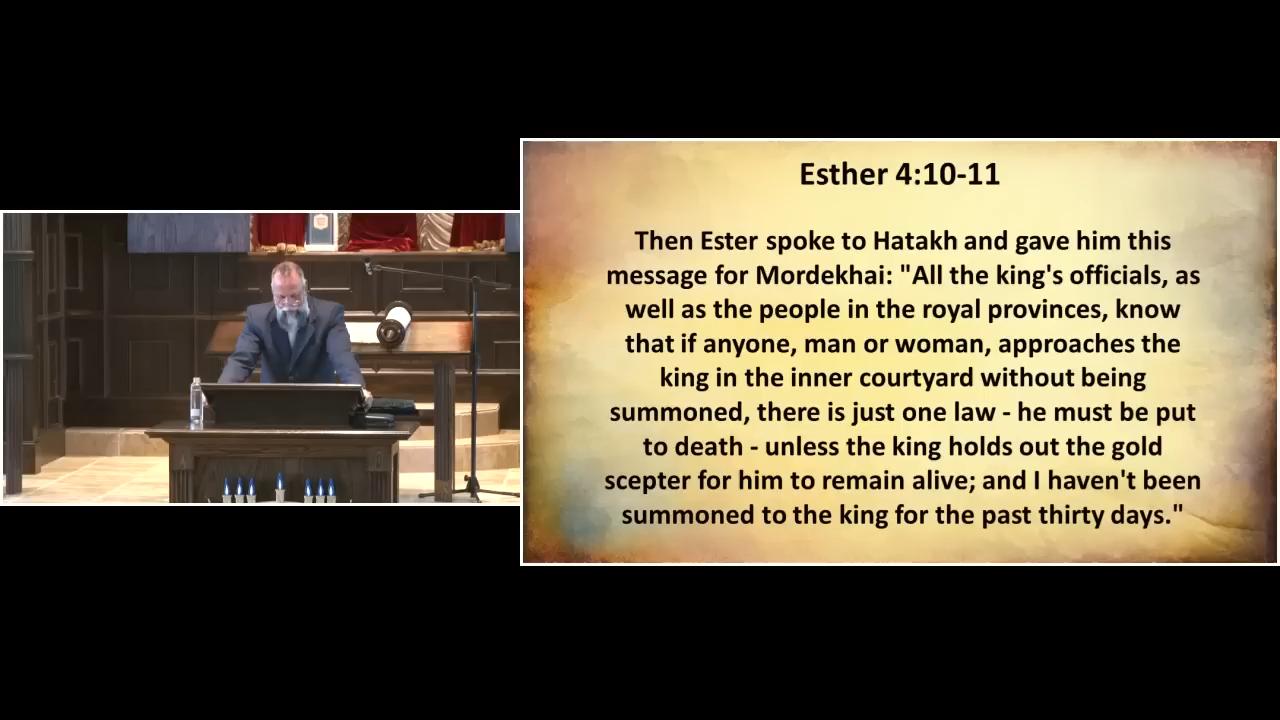 Esther 4:10-11
Then Ester spoke to Hatakh and gave him this
message for Mordekhai: "All the king's officials, as
well as the people in the royal provinces, know
that if anyone, man or woman, approaches the
king in the inner courtyard without being
summoned, there is just one law - he must be put
to death - unless the king holds out the gold
scepter for him to remain alive; and I haven't been
summoned to the king for the past thirty days."